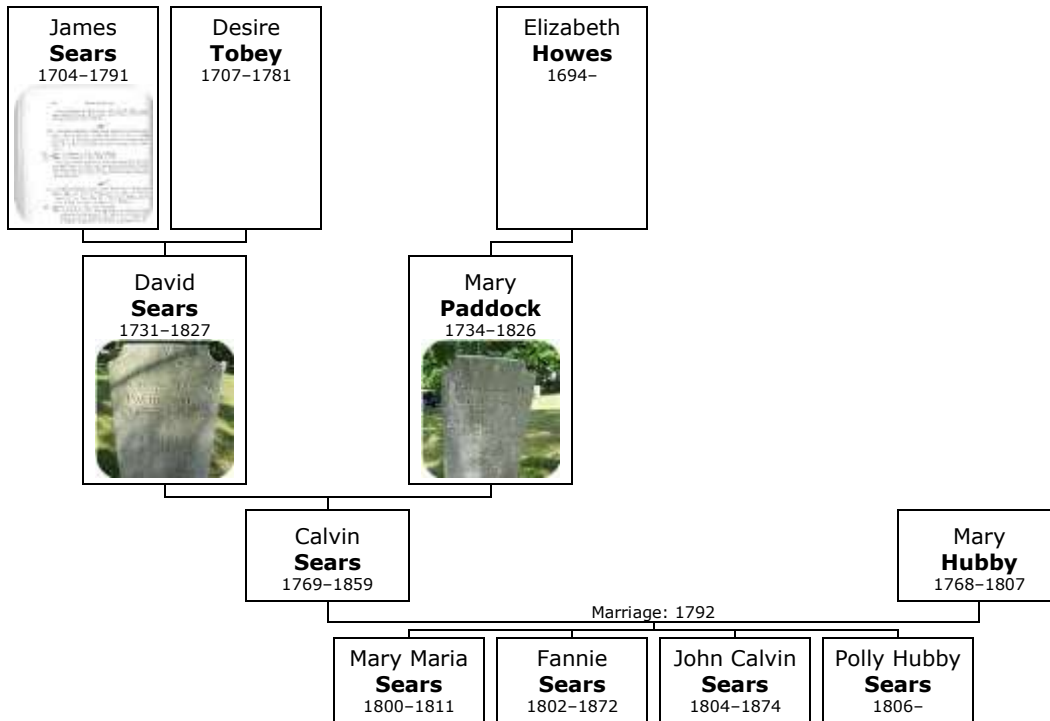 James
Sears
1704–1791
Desire
Tobey
1707–1781
Elizabeth
Howes
1694–
David
Sears
1731–1827
Mary
Paddock
1734–1826
Calvin
Sears
1769–1859
Mary
Hubby
1768–1807
Marriage: 1792
Mary Maria
Sears
1800–1811
Fannie
Sears
1802–1872
John Calvin
Sears
1804–1874
Polly Hubby
Sears
1806–